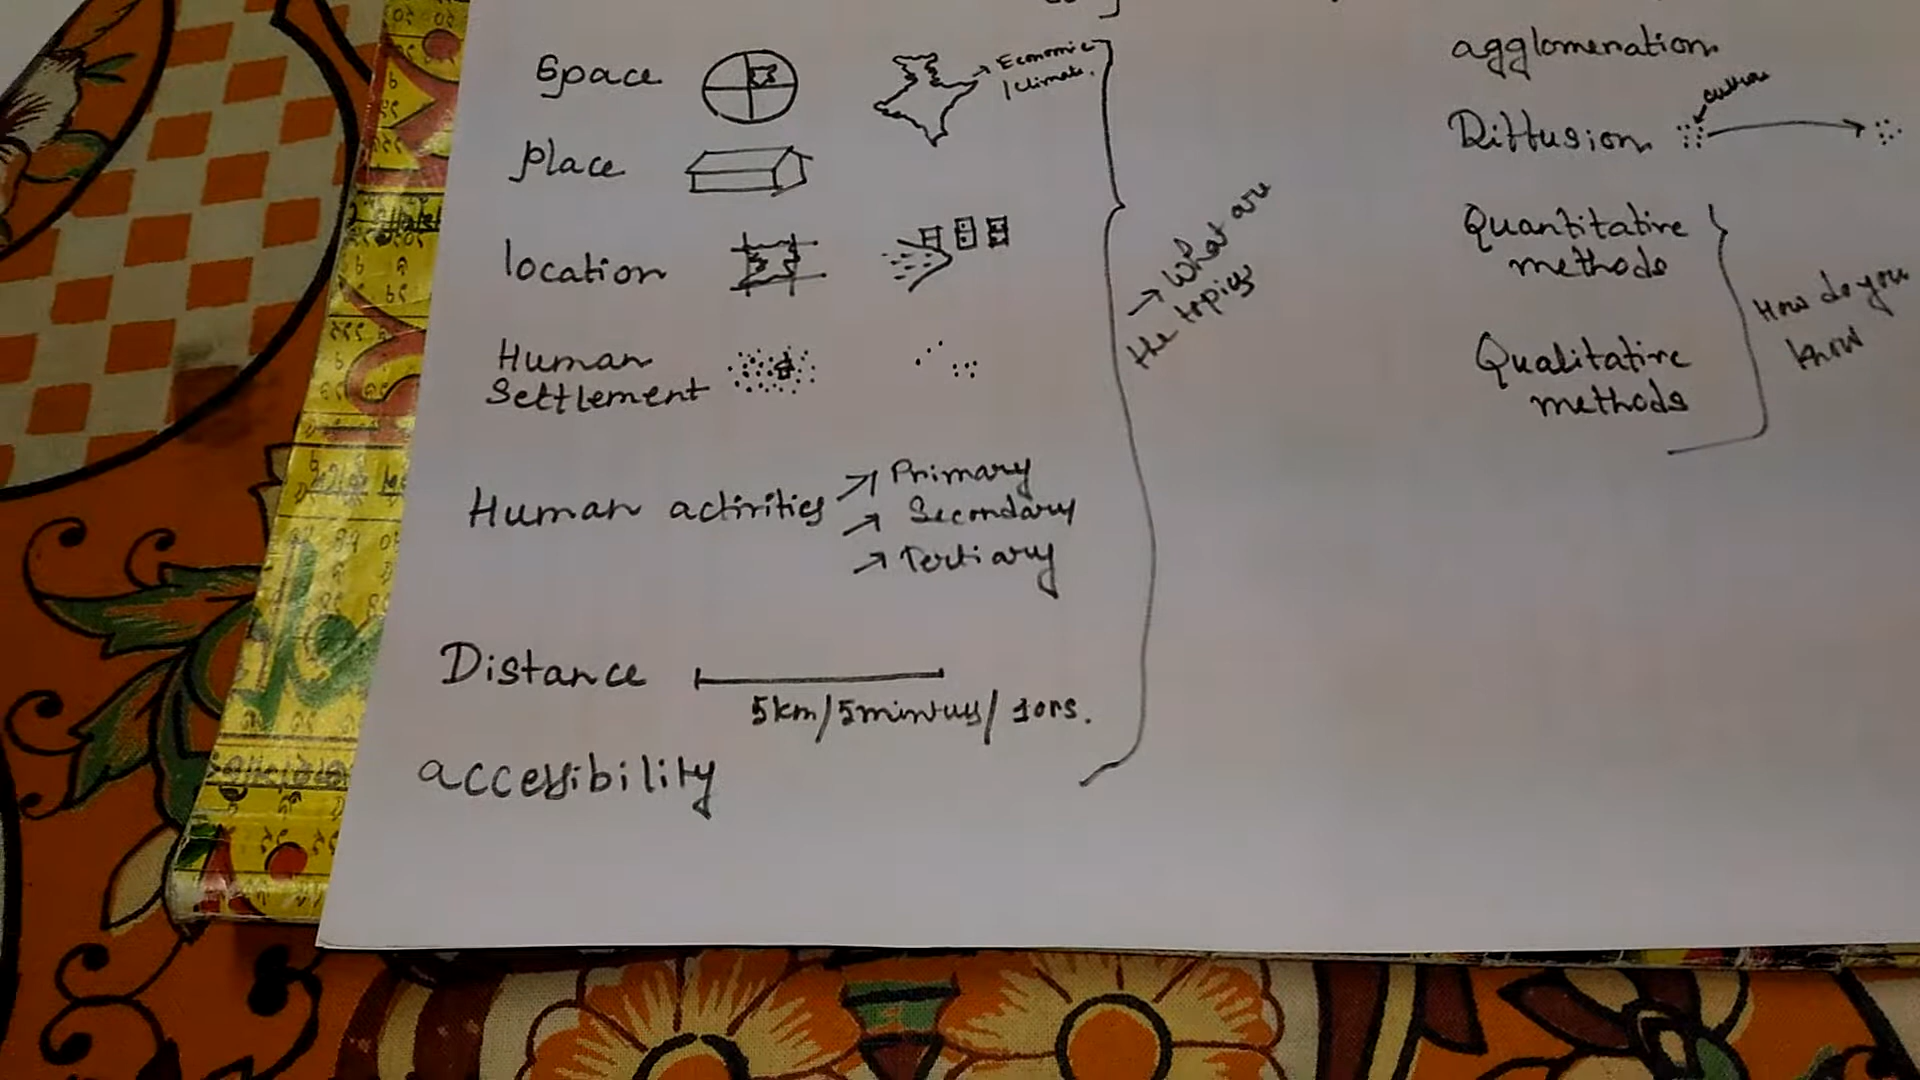 Space
Economic
/climate.
place
location
Human
Settlement
Human activities
Primary
Secondary
Tertiary
Distance
5km/5mintus/10rs.
accessibility
→ What are
the topics
agglomeration
culture
Diffusion
Quantitative
methods
Qualitative
methods
How do you
know